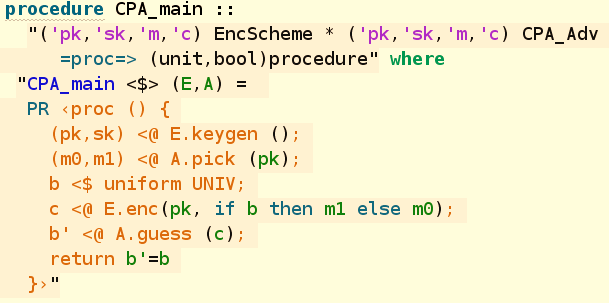 procedure CPA_main ::
"('pk,'sk,'m,'c) EncScheme * ('pk,'sk,'m,'c) CPA_Adv
=proc=> (unit,bool)procedure" where
"CPA_main <$> (E,A) =
PR ‹proc () {
(pk,sk) <@ E.keygen ();
(m0,m1) <@ A.pick (pk);
b <$ uniform UNIV;
c <@ E.enc(pk, if b then m1 else m0);
b' <@ A.guess (c);
return b'=b
}›"